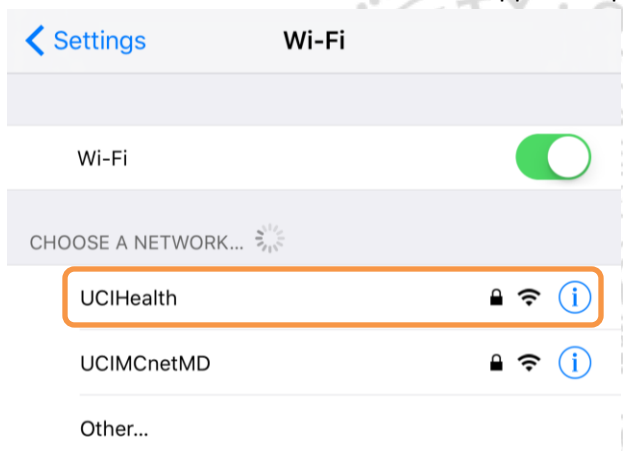 Settings
Wi-Fi
Wi-Fi
CHOOSE A NETWORK...
UCIHealth
UCIMCnetMD
Other...